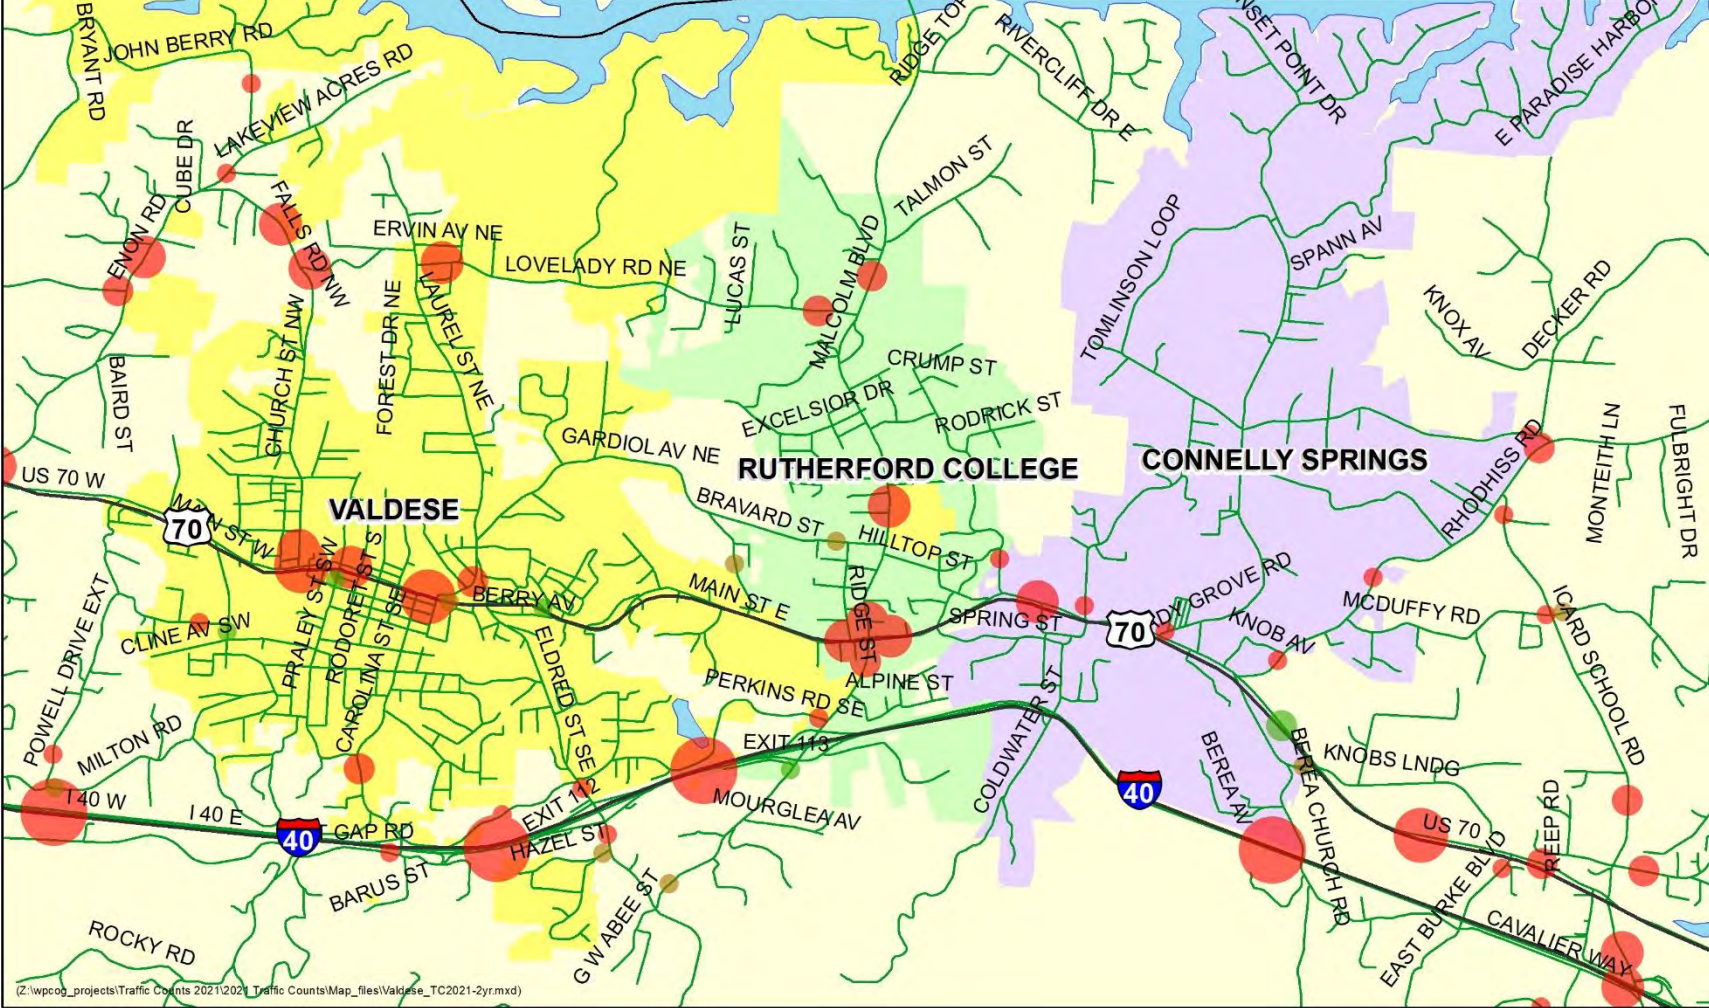 BRYANT RD
JOHN BERRY RD
LAKEVIEW ACRES RD
CUBE DR
RIDGE TOP
RIVERCLIFF DR E
NSET POINT DR
E PARADISE HARBOR
ENON RD
FALLS RD NW
ERVIN AV NE
LOVELADY RD NE
LUCAS ST
MALCOLM BLVD
TALMON ST
TOMLINSON LOOP
SPANN AV
KNOX AV
DECKER RD
BAIRD ST
CHURCH ST NW
FOREST DR NE
LAUREL ST NE
CRUMP ST
EXCELSIOR DR
RODRICK ST
GARDIOL AV NE
MONTEITH LN
FULBRIGHT DR
RHODHISS RD
RUTHERFORD COLLEGE
CONNELLY SPRINGS
VALDESE
US 70 W
70
MAIN ST W
BRAVARD ST
HILLTOP ST
PRALEY ST SW
RODORET ST S
CAROLINA ST SE
BERRY AV
MAIN ST E
RIDGE ST
SPRING ST
70
DY GROVE RD
KNOB AV
MCDUFFY RD
ICARD SCHOOL RD
CLINE AV SW
POWELL DRIVE EXT
ELDRED ST SE
PERKINS RD SE
ALPINE ST
COLDWATER ST
MILTON RD
EXIT 113
BEREA AV
BEREA CHURCH RD
KNOBS LNDG
I 40 W
I 40 E
40
GAP RD
EXIT 112
HAZEL ST
MOURGLEA AV
40
US 70
EAST BURKE BLVD
REEP RD
BARUS ST
G W ABEE ST
ROCKY RD
CAVALIER WAY
(Z:\wpcog_projects\Traffic Counts 2021\2021 Traffic Counts\Map_files\Valdese_TC2021-2yr.mxd)